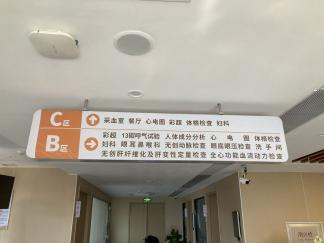 C区 采血室 餐厅 心电图 彩超 体格检查 妇科
B区 彩超 13碳呼气试验 人体成分分析 心电图 体格检查
妇科 眼耳鼻喉科 无创动脉检查 眼底眼压检查 洗手间
无创肝纤维化及肝变性定量检查 全心功能血流动力检查